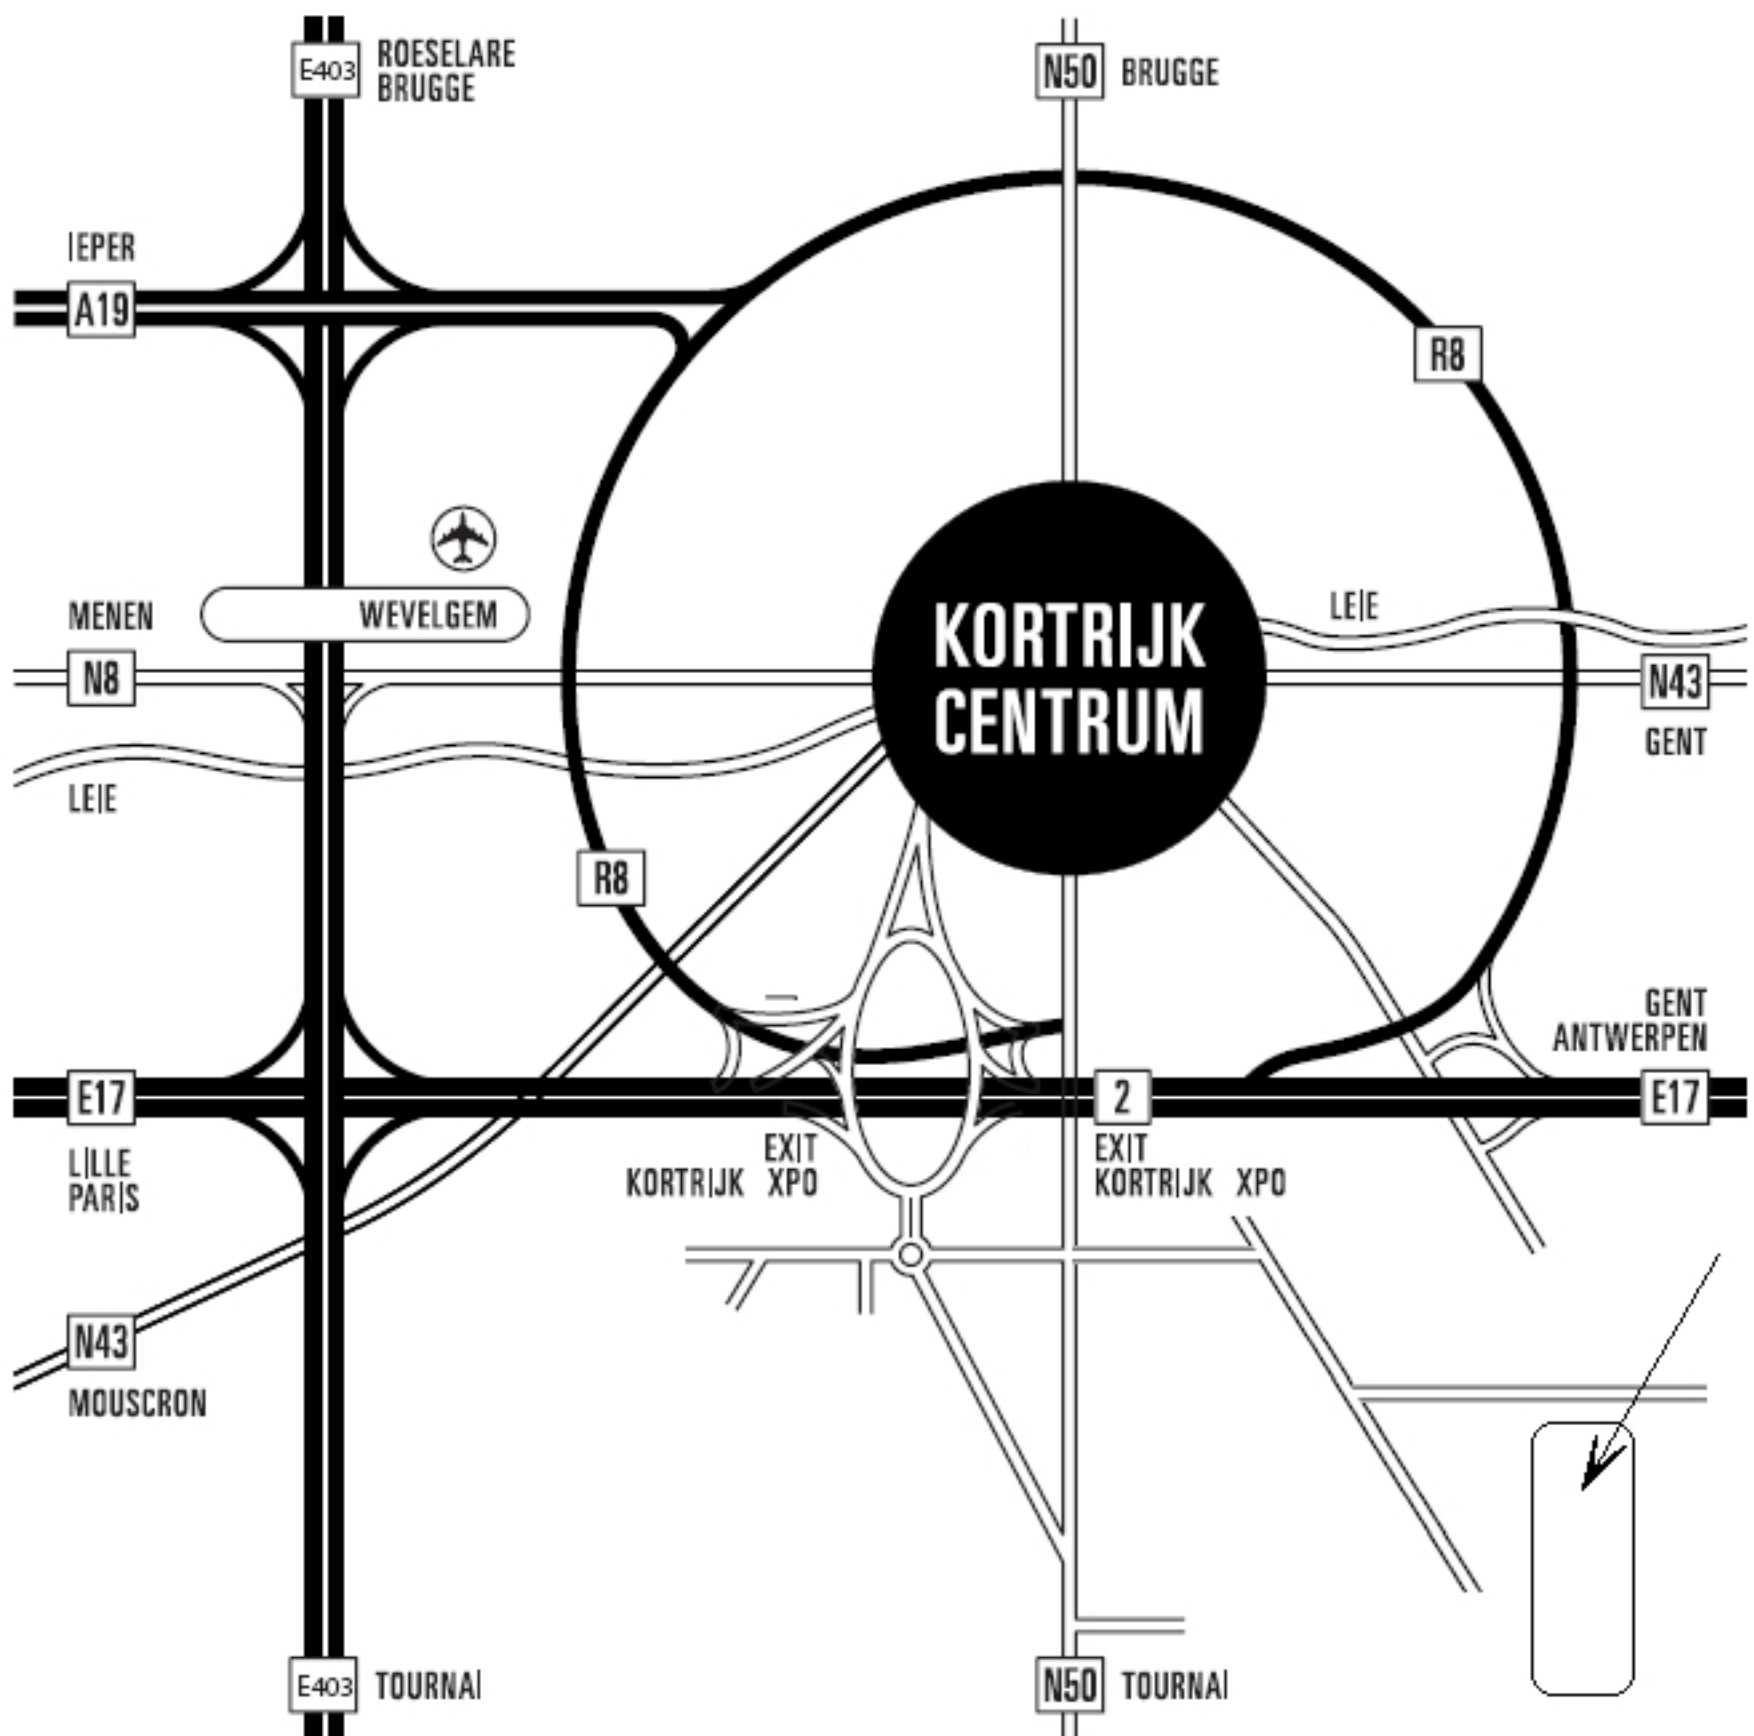 E403
ROESELARE
BRUGGE
N50
BRUGGE
IEPER
A19
R8
MENEN
WEVELGEM
LEIE
N8
KORTRIJK
CENTRUM
N43
GENT
LEIE
R8
GENT
ANTWERPEN
E17
2
E17
LILLE
PARIS
EXIT
KORTRIJK XPO
EXIT
KORTRIJK XPO
N43
MOUSCRON
E403
TOURNAI
N50
TOURNAI